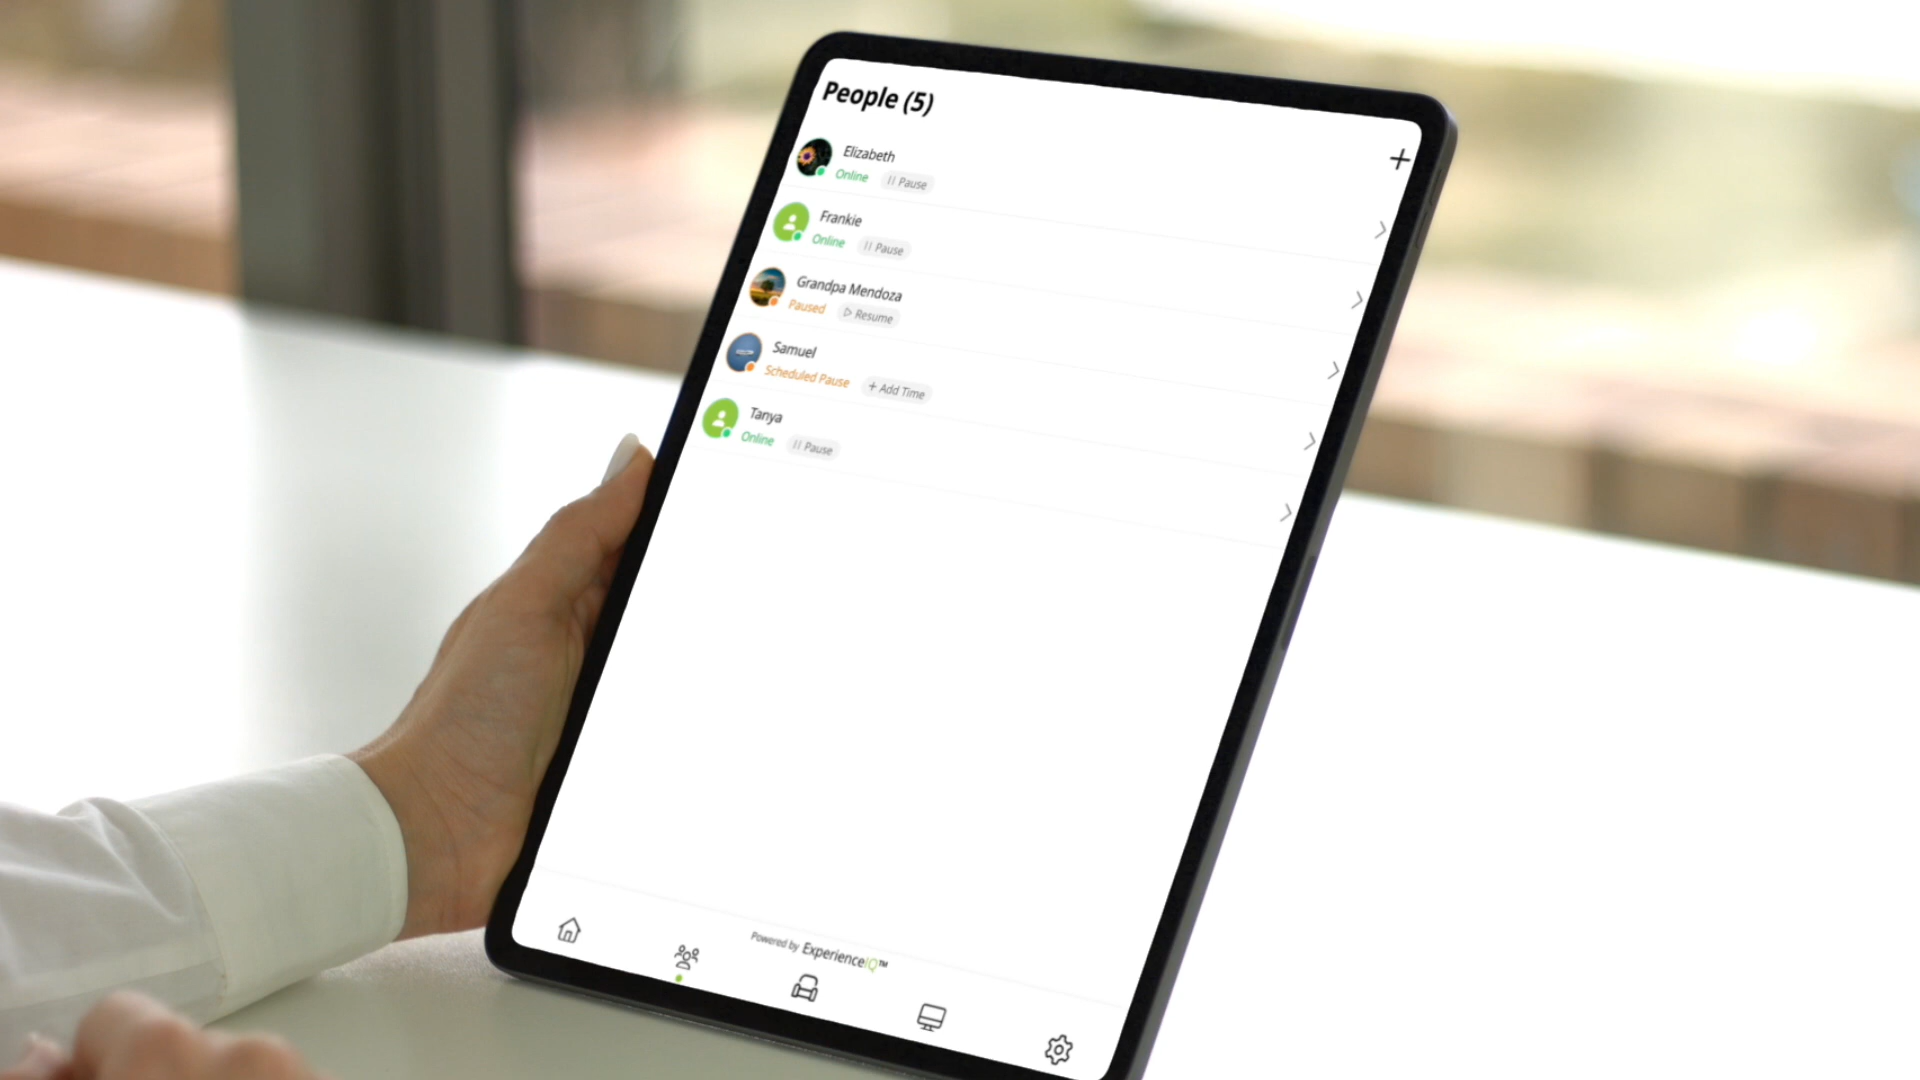 People (5)
Elizabeth
Online Pause
Frankie
Online Pause
Grandpa Mendoza
Paused Resume
Samuel
Scheduled Pause + Add Time
Tanya
Online Pause
Powered by ExperienceIQ™